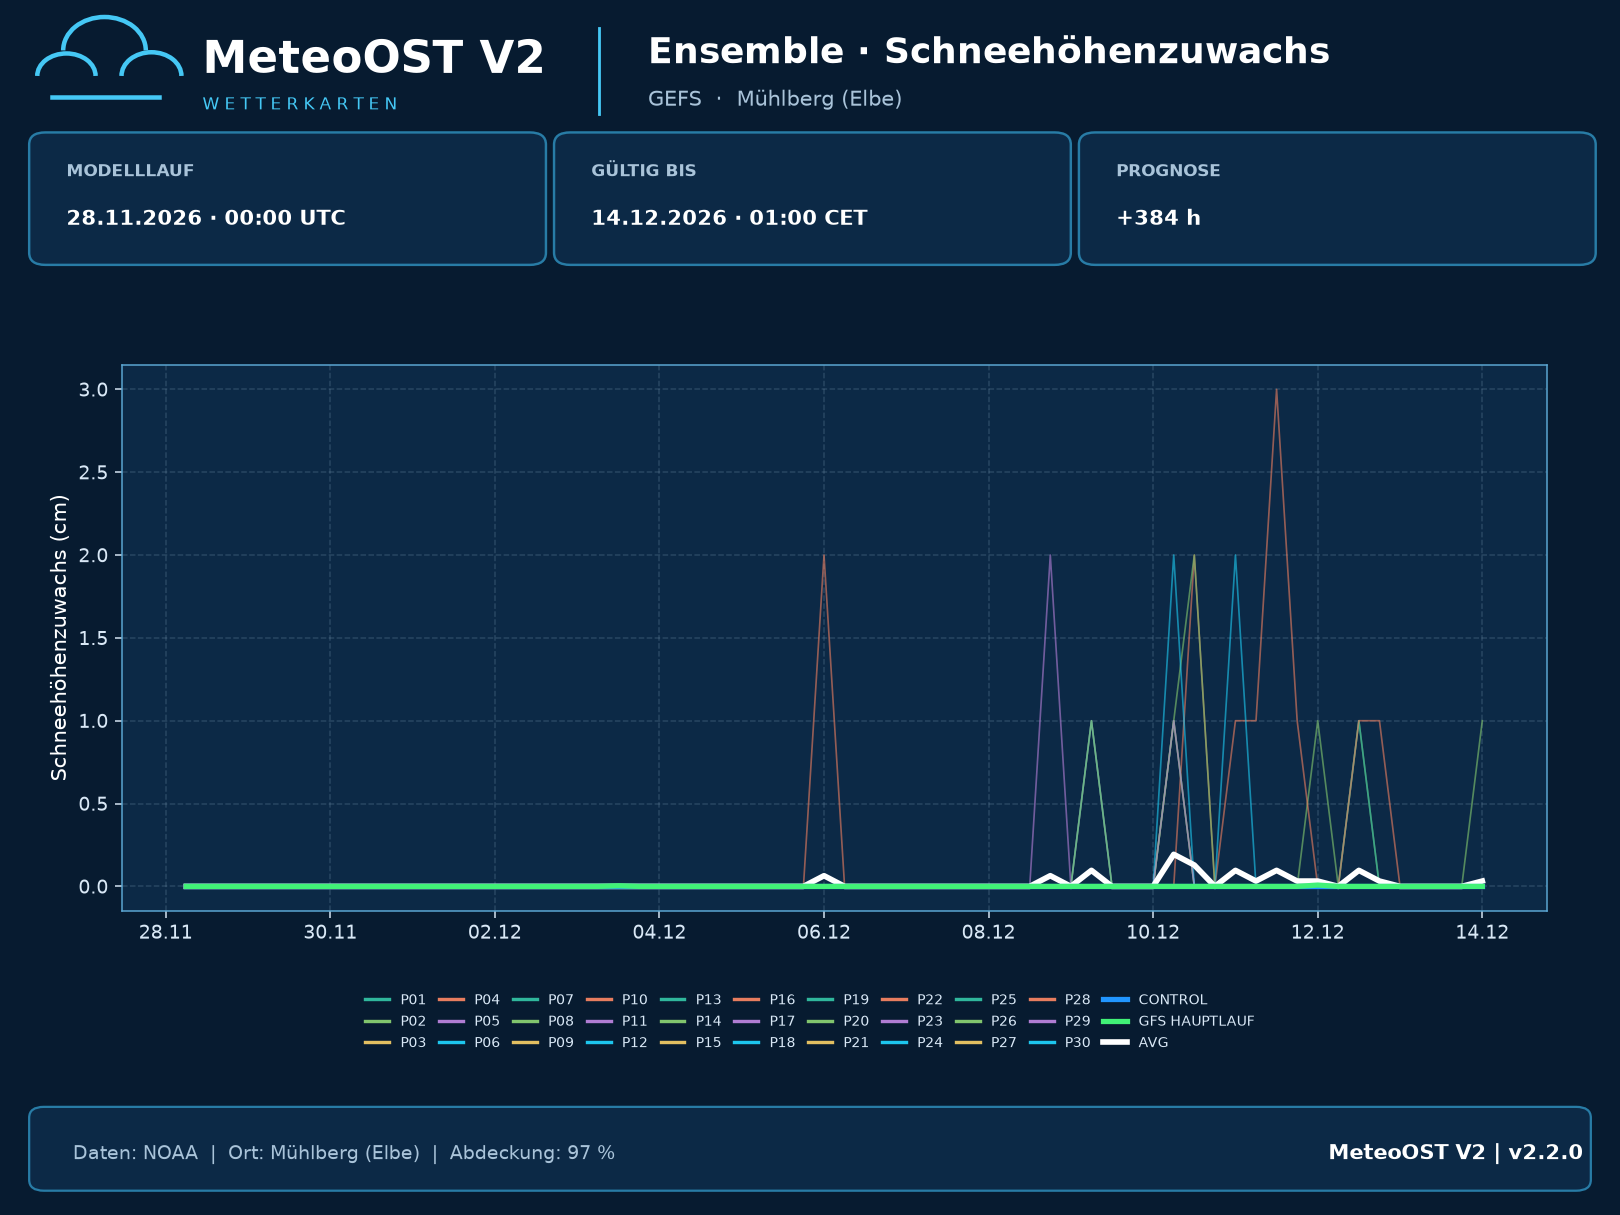 MeteoOST V2
WETTERKARTEN
Ensemble · Schneehöhenzuwachs
GEFS · Mühlberg (Elbe)
MODELLLAUF
28.11.2026 · 00:00 UTC
GÜLTIG BIS
14.12.2026 · 01:00 CET
PROGNOSE
+384 h
Schneehöhenzuwachs (cm)
3.0
2.5
2.0
1.5
1.0
0.5
0.0
28.11 30.11 02.12 04.12 06.12 08.12 10.12 12.12 14.12
P01 P04 P07 P10 P13 P16 P19 P22 P25 P28 CONTROL
P02 P05 P08 P11 P14 P17 P20 P23 P26 P29 GFS HAUPTLAUF
P03 P06 P09 P12 P15 P18 P21 P24 P27 P30 AVG
Daten: NOAA | Ort: Mühlberg (Elbe) | Abdeckung: 97 %
MeteoOST V2 | v2.2.0